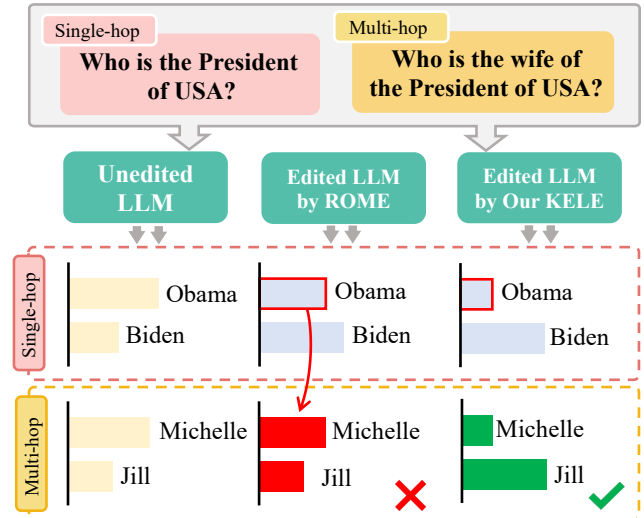 Single-hop
Who is the President
of USA?
Multi-hop
Who is the wife of
the President of USA?
Unedited
LLM
Edited LLM
by ROME
Edited LLM
by Our KELE
Single-hop
Obama
Biden
Obama
Biden
Obama
Biden
Multi-hop
Michelle
Jill
Michelle
Jill
Michelle
Jill